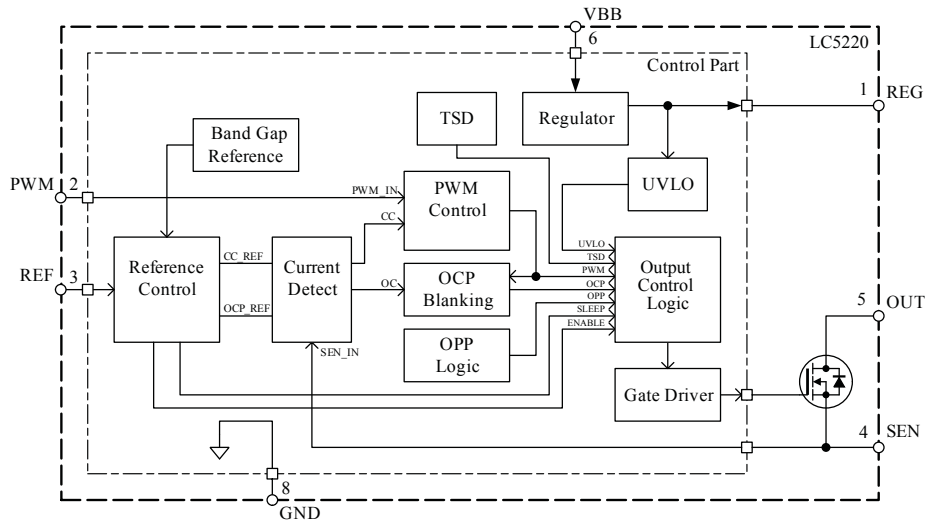 VBB
LC5220
6
Control Part
1
REG
TSD
Regulator
Band Gap
Reference
PWM
2
PWM_IN
PWM
Control
UVLO
CC
REF
3
Reference
Control
CC_REF
OCP_REF
Current
Detect
OC
OCP
Blanking
UVLO
TSD
PWM
OCP
OPP
SLEEP
ENABLE
Output
Control
Logic
5
OUT
SEN_IN
OPP
Logic
Gate Driver
4
SEN
8
GND